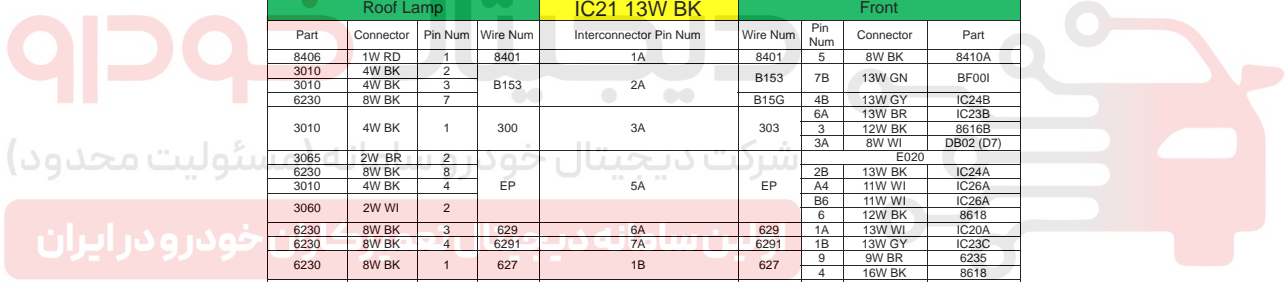 Roof Lamp IC21 13W BK Front
Part Connector Pin Num Wire Num Interconnector Pin Num Wire Num Pin Num Connector Part
8406 1W RD 1 8401 1A 8401 5 8W BK 8410A
3010 4W BK 2 B153 2A B153 7B 13W GN BF00I
3010 4W BK 3
6230 8W BK 7 B15G 4B 13W GY IC24B
3010 4W BK 1 300 3A 303 6A 13W BR IC23B
3 12W BK 8616B
3A 8W WI DB02 (D7)
3065 2W BR 2 EP 5A EP E020
6230 8W BK 8 2B 13W BK IC24A
3010 4W BK 4 A4 11W WI IC26A
3060 2W WI 2 B6 11W WI IC26A
6 12W BK 8618
6230 8W BK 3 629 6A 629 1A 13W WI IC20A
6230 8W BK 4 6291 7A 6291 1B 13W GY IC23C
6230 8W BK 1 627 1B 627 9 9W BR 6235
4 16W BK 8618
دیجیتال خودرو
شرکت دیجیتال خودرو سامانه (مسئولیت محدود)
اولین سامانه دیجیتال تعمیرکاران خودرو در ایران